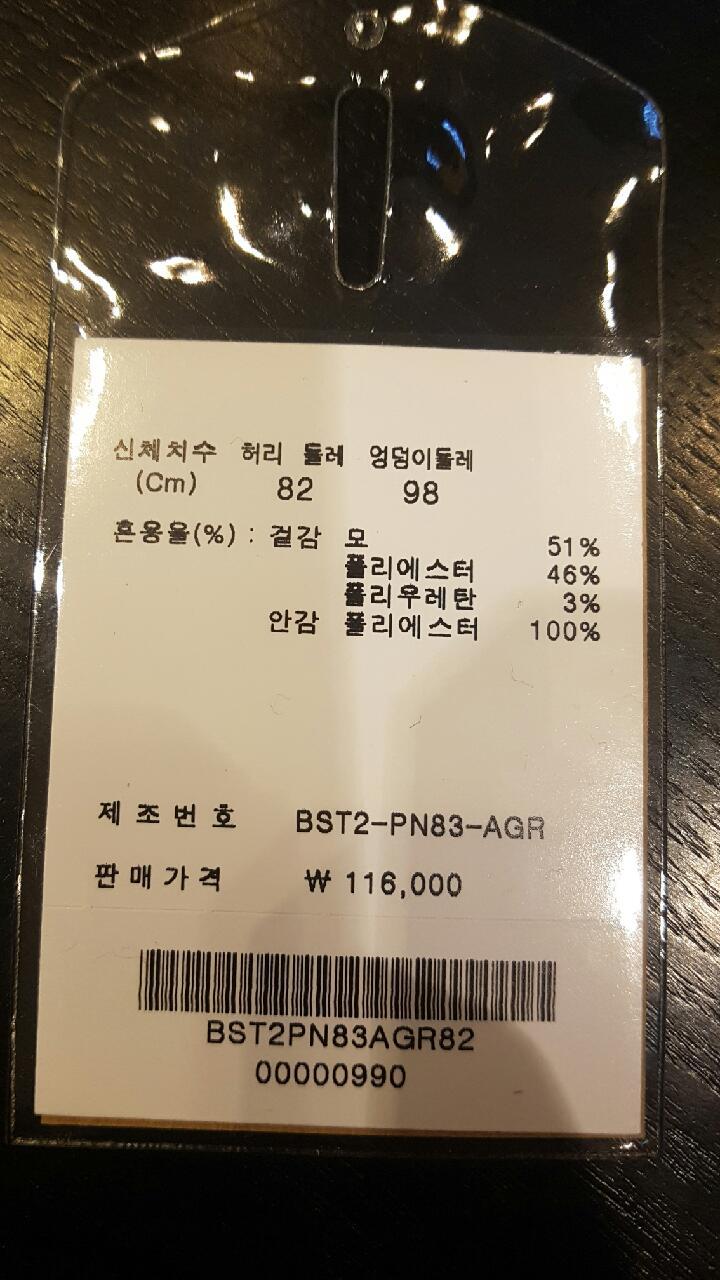 신체치수 허리 둘레 엉덩이둘레
(Cm) 82 98
혼용율(%) : 겉감 모 51%
폴리에스터 46%
폴리우레탄 3%
안감 폴리에스터 100%
제조번호 BST2-PN83-AGR
판매가격 ₩ 116,000
BST2PN83AGR82
00000990